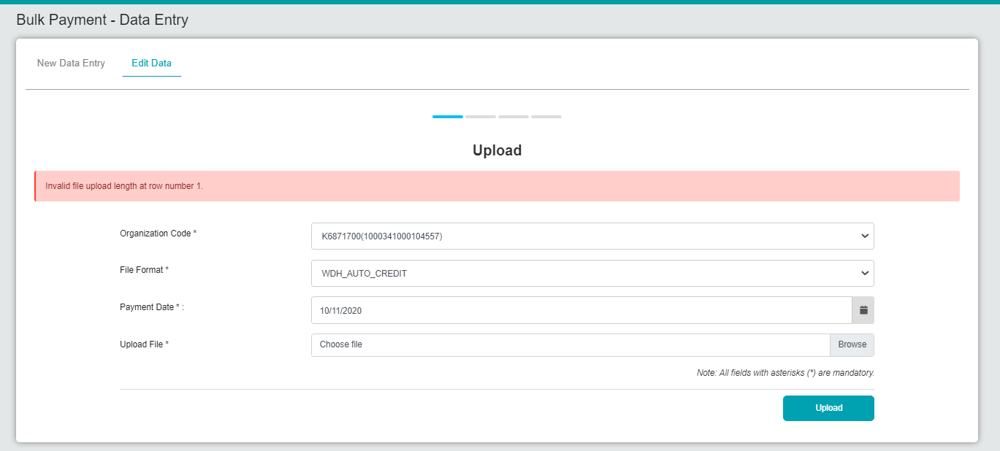 Bulk Payment - Data Entry
New Data Entry
Edit Data
Upload
Invalid file upload length at row number 1.
Organization Code *
K6871700(1000341000104557)
File Format *
WDH_AUTO_CREDIT
Payment Date * :
10/11/2020
Upload File *
Choose file
Browse
Note: All fields with asterisks (*) are mandatory.
Upload